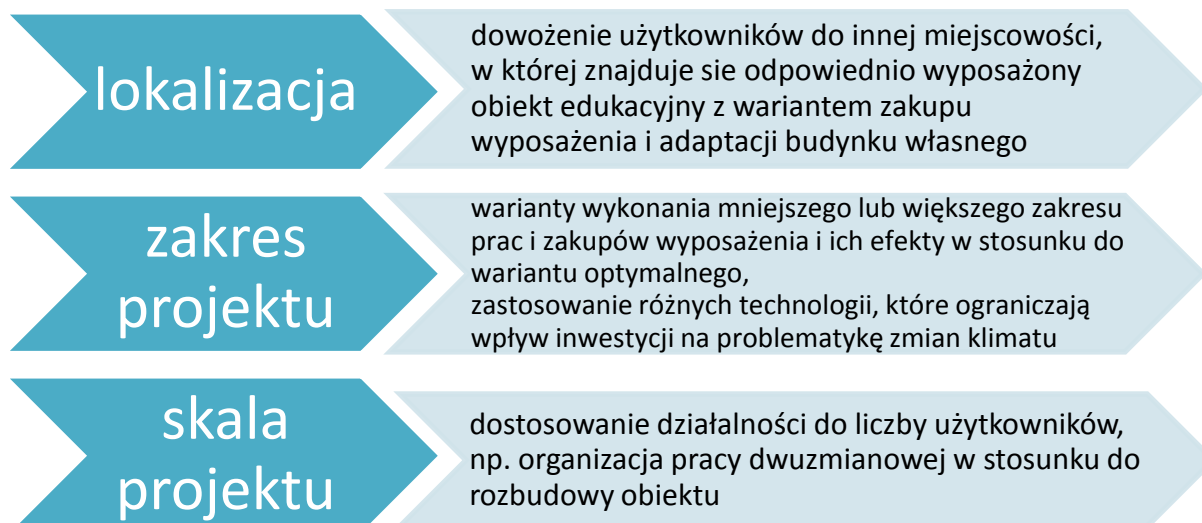 lokalizacja
dowożenie użytkowników do innej miejscowości,
w której znajduje sie odpowiednio wyposażony
obiekt edukacyjny z wariantem zakupu
wyposażenia i adaptacji budynku własnego
zakres
projektu
warianty wykonania mniejszego lub większego zakresu
prac i zakupów wyposażenia i ich efekty w stosunku do
wariantu optymalnego,
zastosowanie różnych technologii, które ograniczają
wpływ inwestycji na problematykę zmian klimatu
skala
projektu
dostosowanie działalności do liczby użytkowników,
np. organizacja pracy dwuzmianowej w stosunku do
rozbudowy obiektu